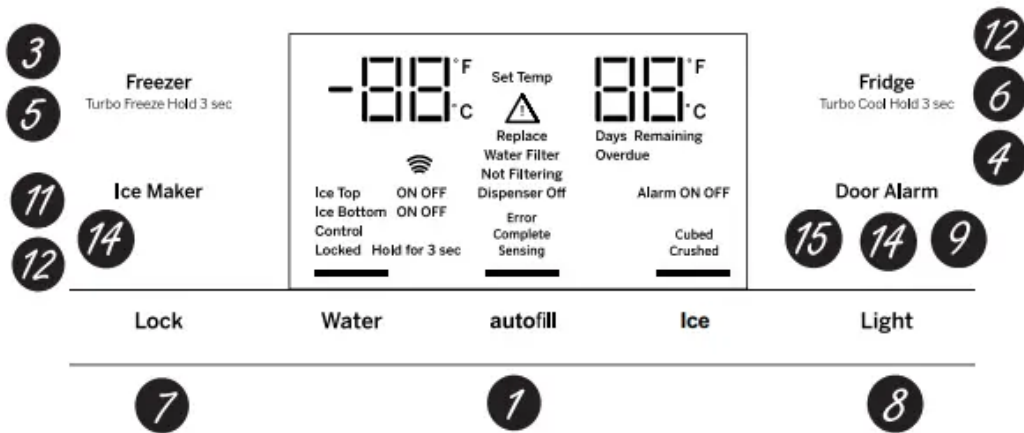 3
Freezer
Turbo Freeze Hold 3 sec
5
-88°F
°C
Set Temp
Replace
Water Filter
Not Filtering
Dispenser Off
88°F
°C
Days Remaining
Overdue
12
Fridge
Turbo Cool Hold 3 sec
6
4
11
Ice Maker
14
12
Ice Top ON OFF
Ice Bottom ON OFF
Control
Locked Hold for 3 sec
Error
Complete
Sensing
Alarm ON OFF
Cubed
Crushed
Door Alarm
15 14 9
Lock Water autofill Ice Light
7 1 8